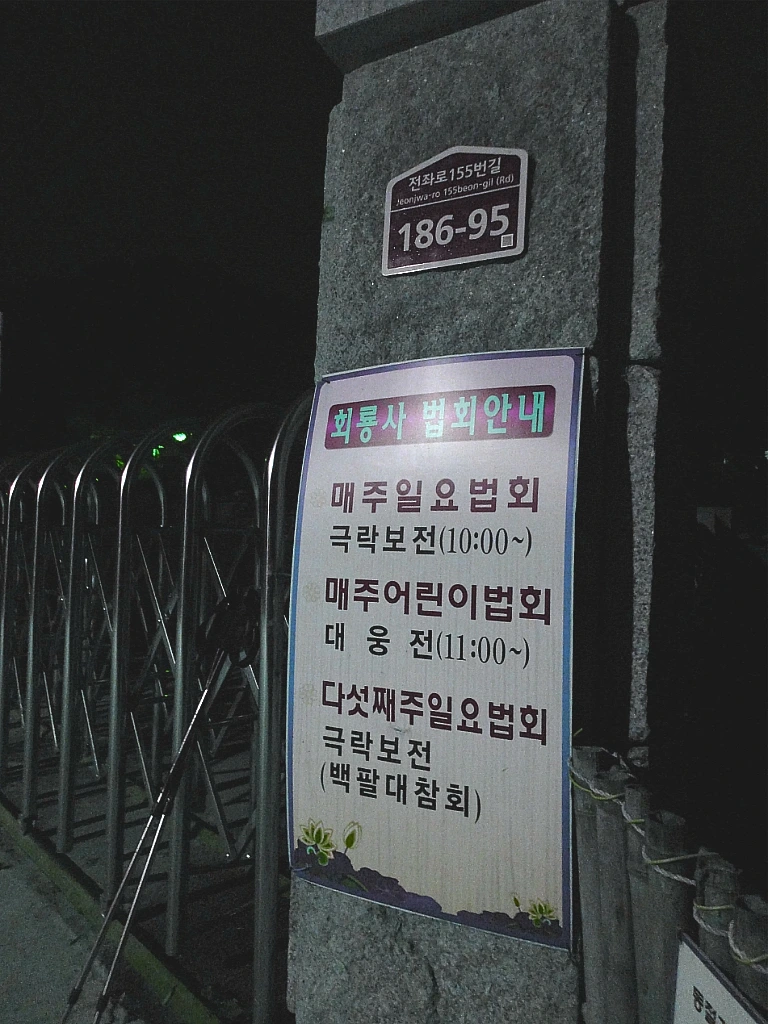 전좌로155번길
Jeonjwa-ro 155beon-gil (Rd)
186-95
회룡사 법회안내
매주일요법회
극락보전(10:00~)
매주어린이법회
대 웅 전(11:00~)
다섯째주일요법회
극락보전
(백팔대참회)